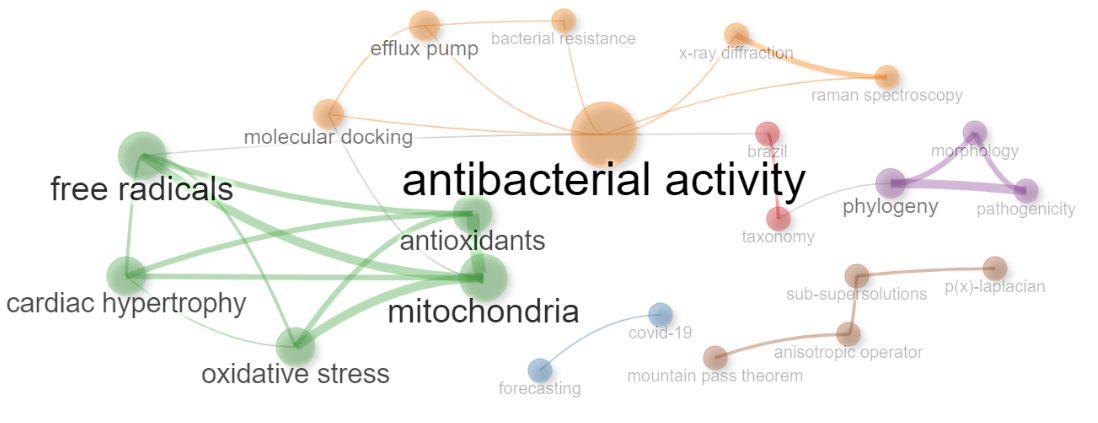 efflux pump
bacterial resistance
x-ray diffraction
raman spectroscopy
molecular docking
brazil
morphology
free radicals
antibacterial activity
phylogeny
pathogenicity
antioxidants
taxonomy
cardiac hypertrophy
mitochondria
sub-supersolutions
p(x)-laplacian
covid-19
anisotropic operator
oxidative stress
forecasting
mountain pass theorem